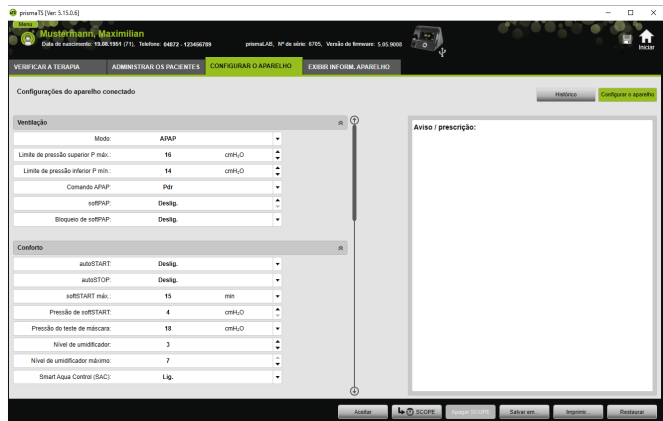 prismaTS [Ver: 5.15.0.6]
Menu
Mustermann, Maximilian
Data de nascimento: 19.08.1951 (71), Telefone: 04872 - 123456789 prismaLAB, Nº de série: 6705, Versão de firmware: 5.05.9008
Iniciar
VERIFICAR A TERAPIA ADMINISTRAR OS PACIENTES CONFIGURAR O APARELHO EXIBIR INFORM. APARELHO
Configurações do aparelho conectado
Histórico Configurar o aparelho
Ventilação
Aviso / prescrição:
Modo: APAP
Limite de pressão superior P máx.: 16 cmH₂O
Limite de pressão inferior P mín.: 14 cmH₂O
Comando APAP: Pdr
softPAP: Deslig.
Bloqueio de softPAP: Deslig.
Conforto
autoSTART: Deslig.
autoSTOP: Deslig.
softSTART máx.: 15 min
Pressão de softSTART: 4 cmH₂O
Pressão do teste de máscara: 18 cmH₂O
Nível de umidificador: 3
Nível de umidificador máximo: 7
Smart Aqua Control (SAC): Lig.
Aceitar SCOPE Apagar SCOPE Salvar em... Imprimir... Restaurar